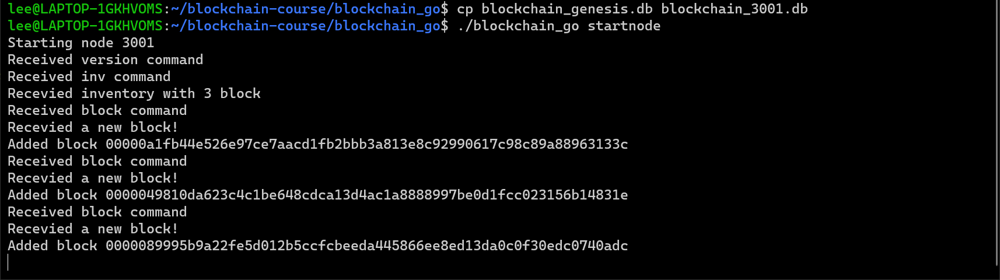 lee@LAPTOP-1GKHVOMS:~/blockchain-course/blockchain_go$ cp blockchain_genesis.db blockchain_3001.db
lee@LAPTOP-1GKHVOMS:~/blockchain-course/blockchain_go$ ./blockchain_go startnode
Starting node 3001
Received version command
Received inv command
Recevied inventory with 3 block
Received block command
Recevied a new block!
Added block 00000a1fb44e526e97ce7aacd1fb2bbb3a813e8c92990617c98c89a88963133c
Received block command
Recevied a new block!
Added block 0000049810da623c4c1be648cdca13d4ac1a8888997be0d1fcc023156b14831e
Received block command
Recevied a new block!
Added block 0000089995b9a22fe5d012b5ccfcbeeda445866ee8ed13da0c0f30edc0740adc